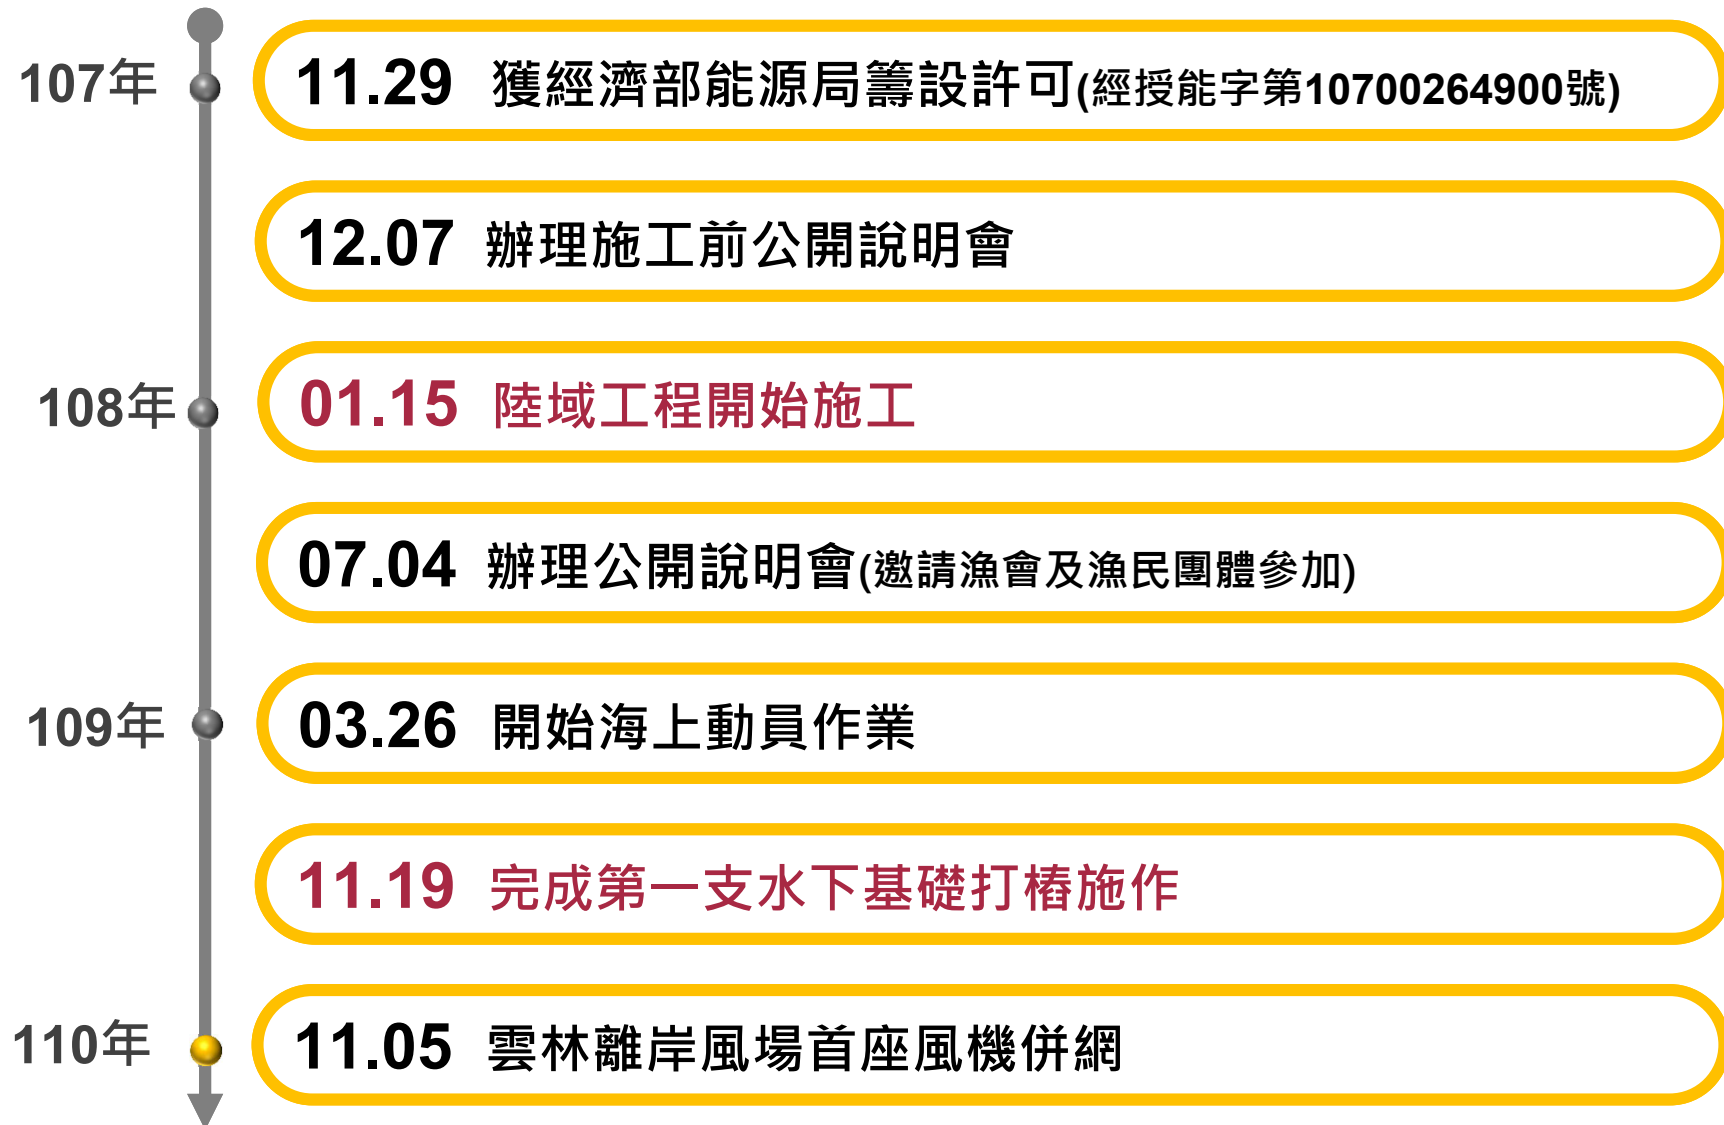 107年 11.29 獲經濟部能源局籌設許可(經授能字第10700264900號)
12.07 辦理施工前公開說明會
108年 01.15 陸域工程開始施工
07.04 辦理公開說明會(邀請漁會及漁民團體參加)
109年 03.26 開始海上動員作業
11.19 完成第一支水下基礎打樁施作
110年 11.05 雲林離岸風場首座風機併網